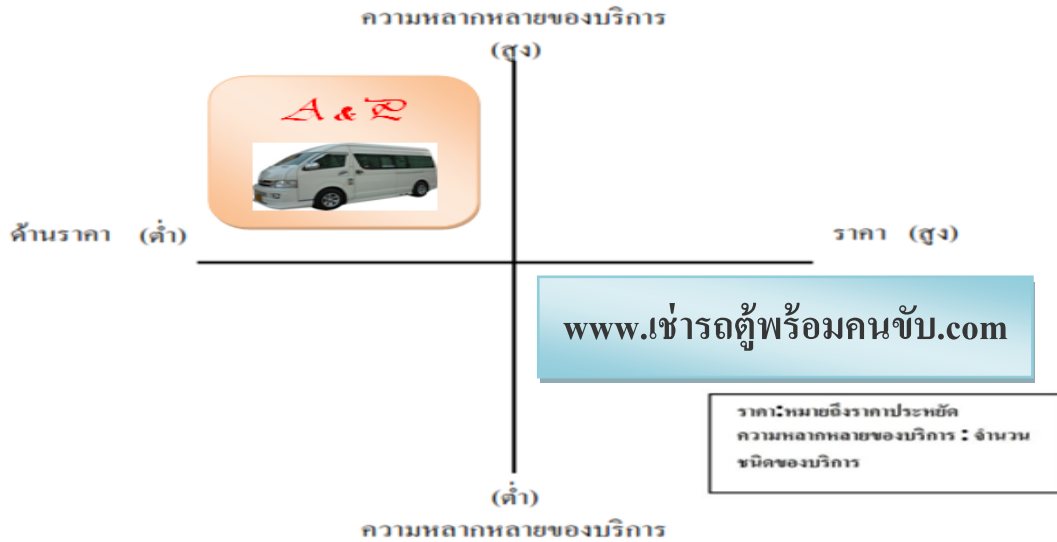 ความหลากหลายของบริการ
(สูง)
A & P
ด้านราคา (ต่ำ)
ราคา (สูง)
www.เช่ารถตู้พร้อมคนขับ.com
ราคา:หมายถึงราคาประหยัด
ความหลากหลายของบริการ : จำนวน
ชนิดของบริการ
(ต่ำ)
ความหลากหลายของบริการ